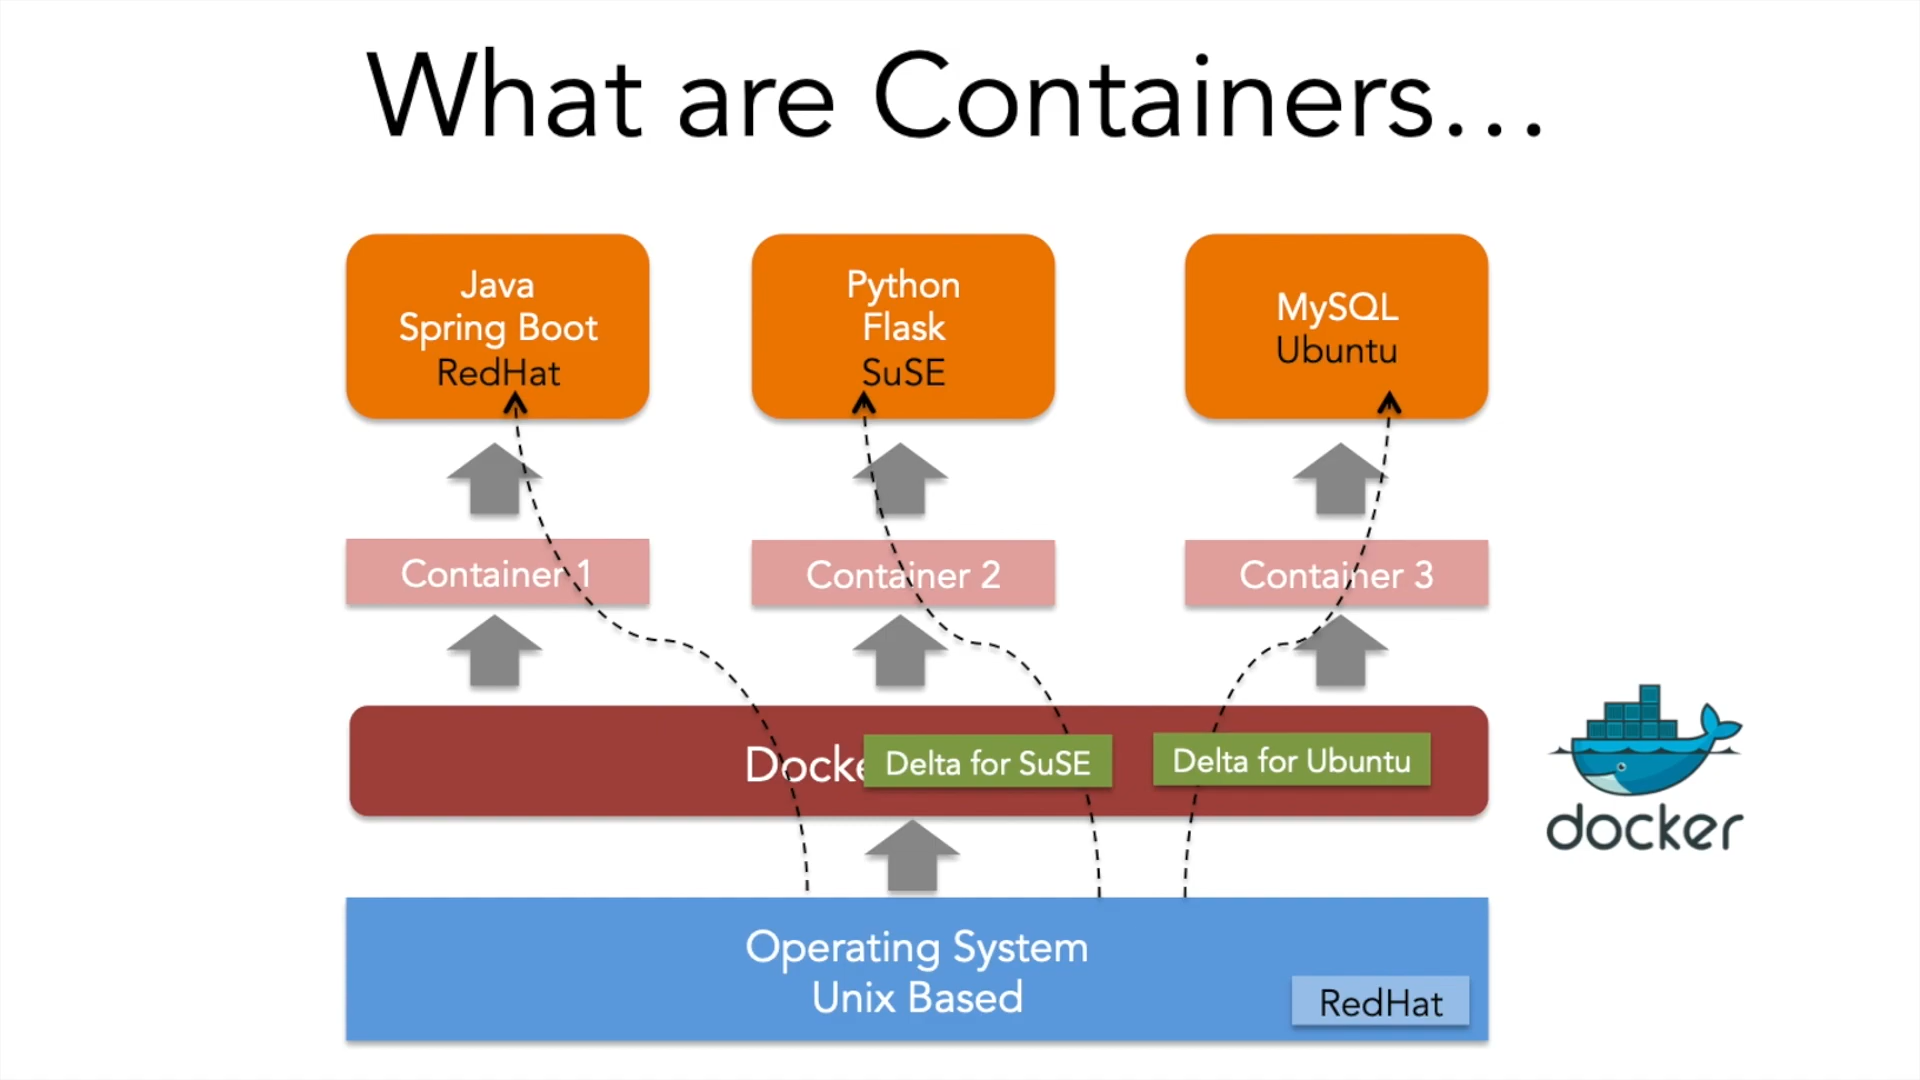 What are Containers...
Java
Spring Boot
RedHat
Python
Flask
SuSE
MySQL
Ubuntu
Container 1
Container 2
Container 3
Docke
Delta for SuSE
Delta for Ubuntu
docker
Operating System
Unix Based
RedHat